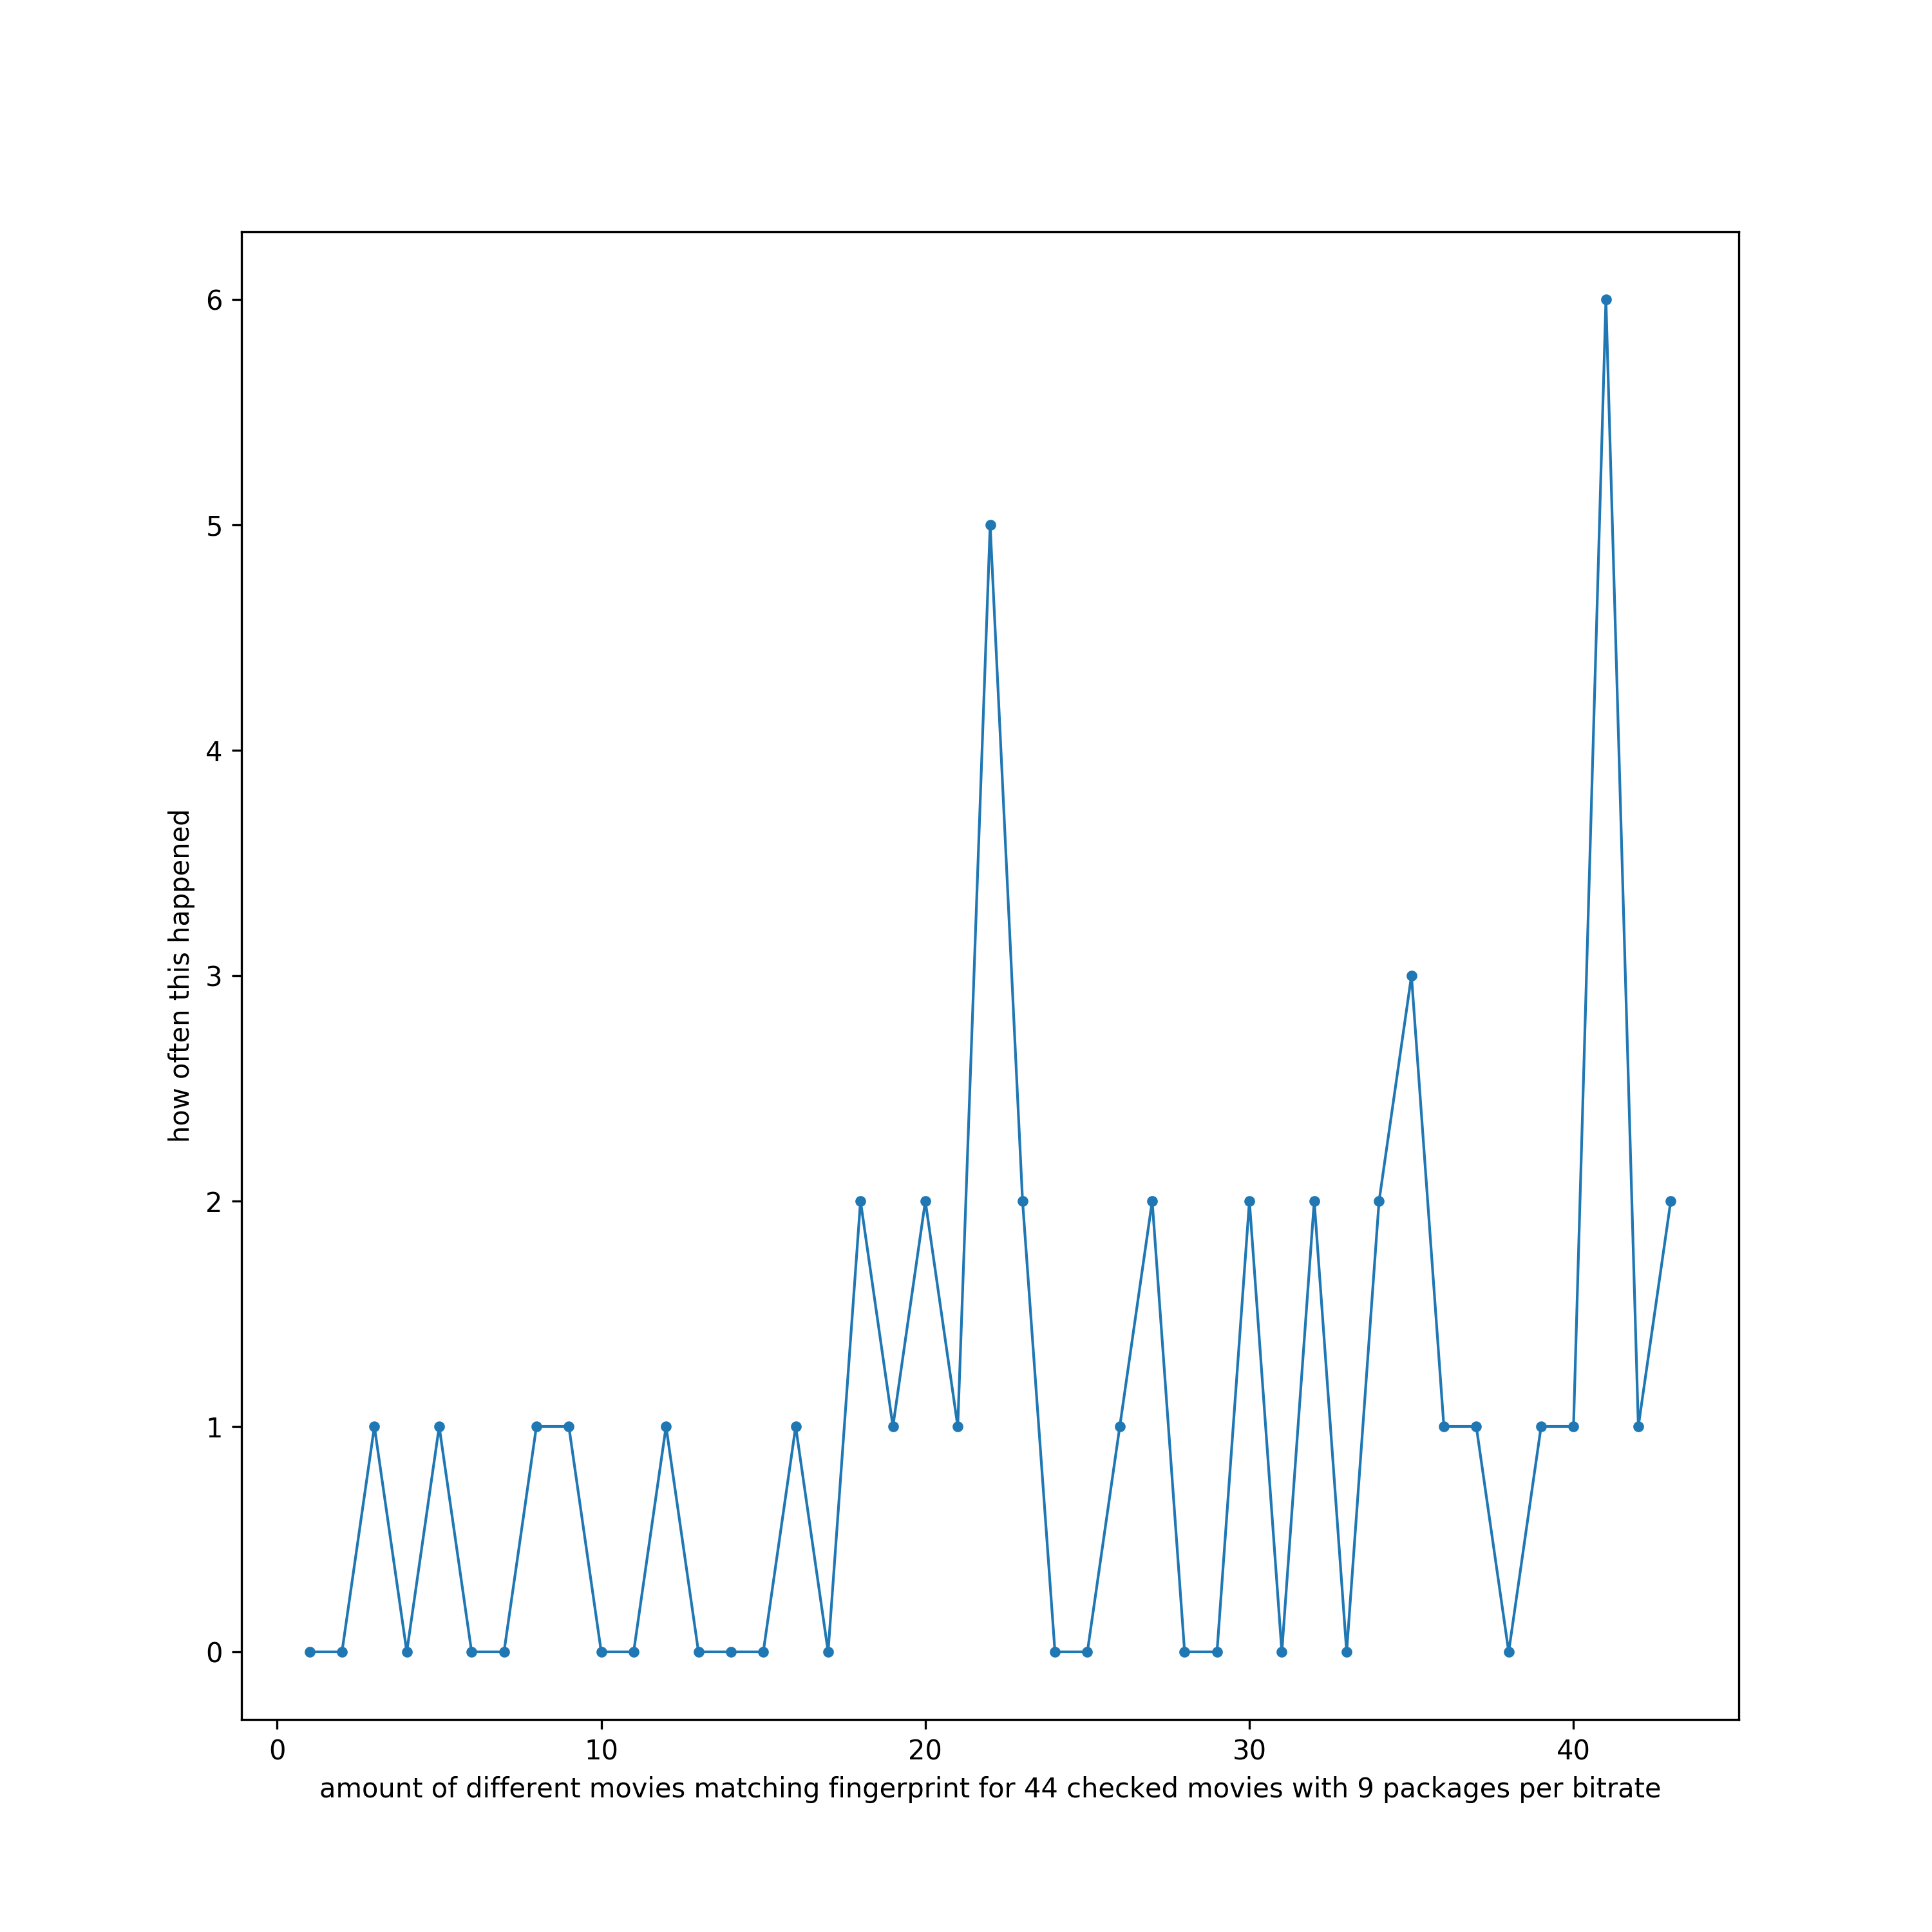 6
5
4
3
2
1
0
how often this happened
0 10 20 30 40
amount of different movies matching fingerprint for 44 checked movies with 9 packages per bitrate